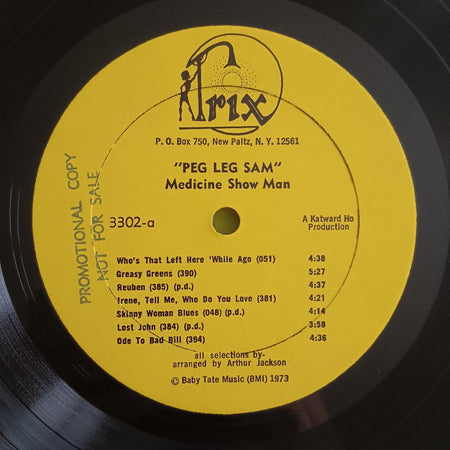 Trix
P. O. Box 750, New Paltz, N. Y. 12561
"PEG LEG SAM"
Medicine Show Man
PROMOTIONAL COPY
NOT FOR SALE
3302-a
A Katward Ho
Production
Who's That Left Here 'While Ago (051) 4:38
Greasy Greens (390) 5:27
Reuben (385) (p.d.) 4:37
Irene, Tell Me, Who Do You Love (381) 4:21
Skinny Woman Blues (048) (p.d.) 4:14
Lost John (384) (p.d.) 3:58
Ode To Bad Bill (394) 4:36
all selections by-
arranged by Arthur Jackson
© Baby Tate Music (BMI) 1973